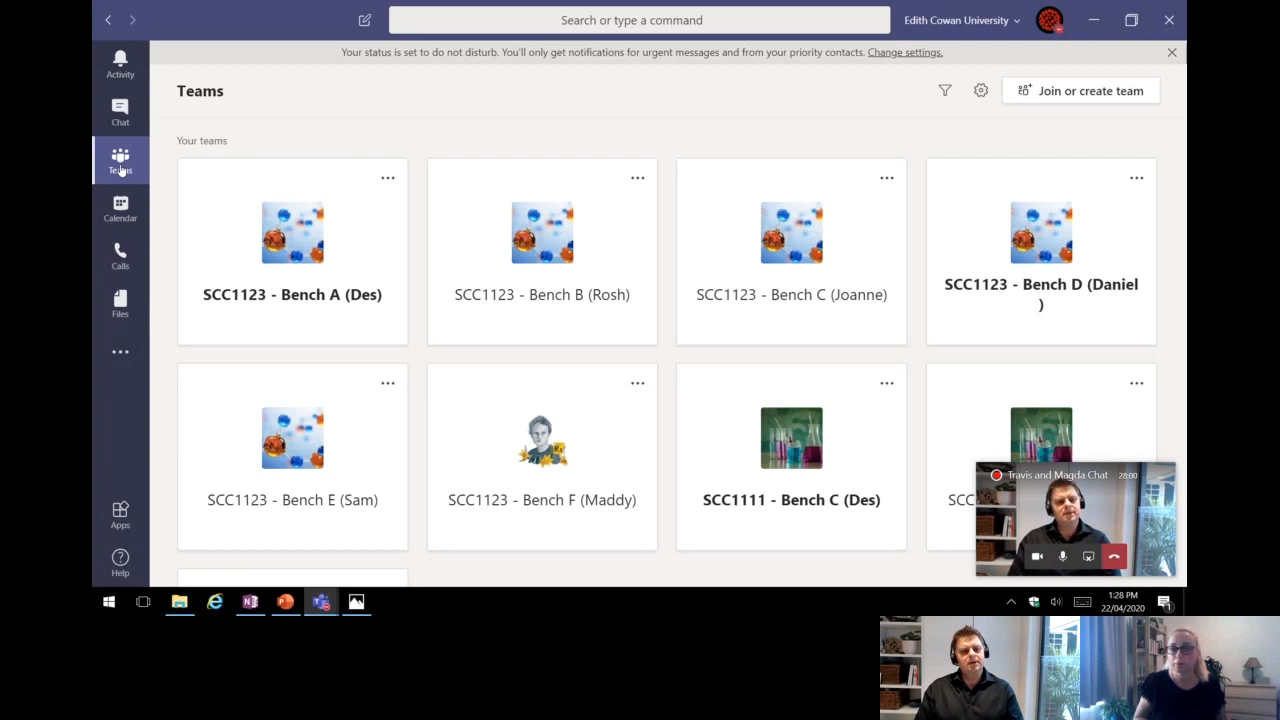 Search or type a command
Edith Cowan University
Your status is set to do not disturb. You'll only get notifications for urgent messages and from your priority contacts. Change settings.
Activity
Chat
Teams
Calendar
Calls
Files
Apps
Help
Teams
Join or create team
Your teams
SCC1123 - Bench A (Des)
SCC1123 - Bench B (Rosh)
SCC1123 - Bench C (Joanne)
SCC1123 - Bench D (Daniel
)
SCC1123 - Bench E (Sam)
SCC1123 - Bench F (Maddy)
SCC1111 - Bench C (Des)
Travis and Magda Chat 28:00
1:28 PM
22/04/2020
1